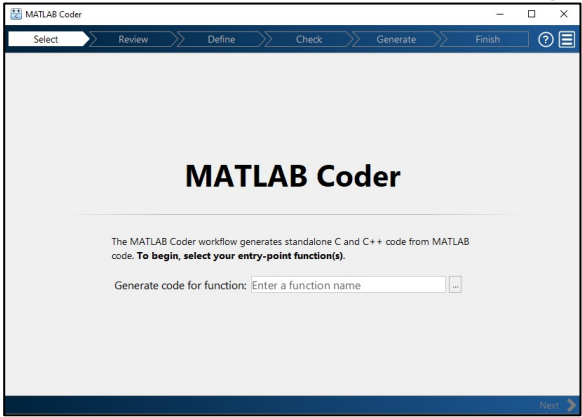 MATLAB Coder
Select Review Define Check Generate Finish ?
MATLAB Coder
The MATLAB Coder workflow generates standalone C and C++ code from MATLAB
code. To begin, select your entry-point function(s).
Generate code for function: Enter a function name ...
Next